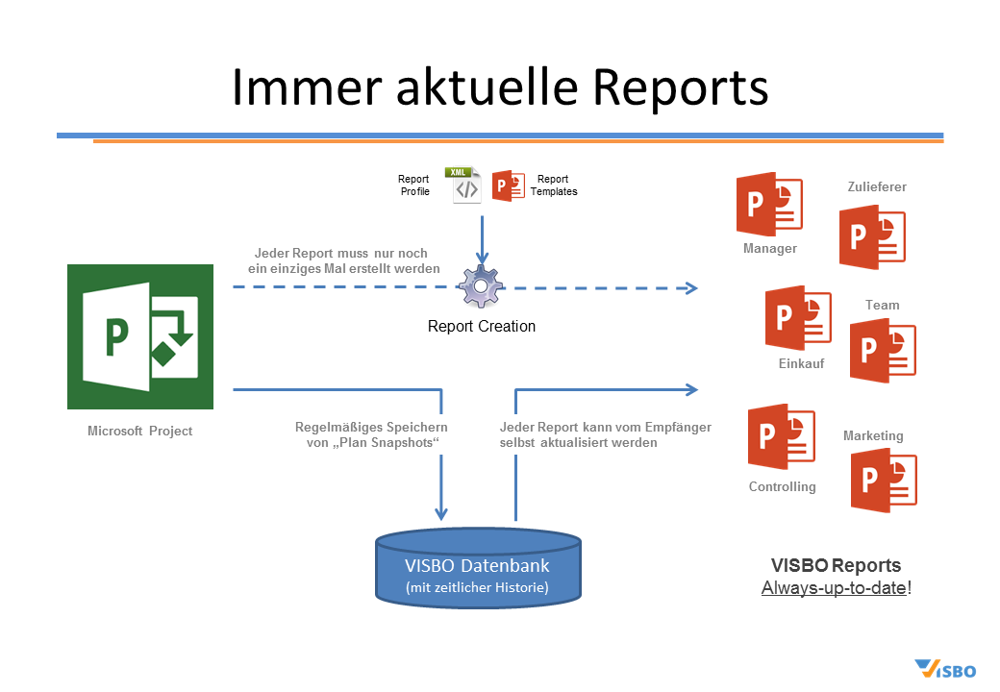 Immer aktuelle Reports
Report
Profile
XML
</>
P
Report
Templates
Jeder Report muss nur noch
ein einziges Mal erstellt werden
Report Creation
P
Microsoft Project
Regelmäßiges Speichern
von „Plan Snapshots“
Jeder Report kann vom Empfänger
selbst aktualisiert werden
VISBO Datenbank
(mit zeitlicher Historie)
P
Manager
Zulieferer
P
P
Einkauf
Team
P
P
Controlling
Marketing
P
VISBO Reports
Always-up-to-date!
VISBO